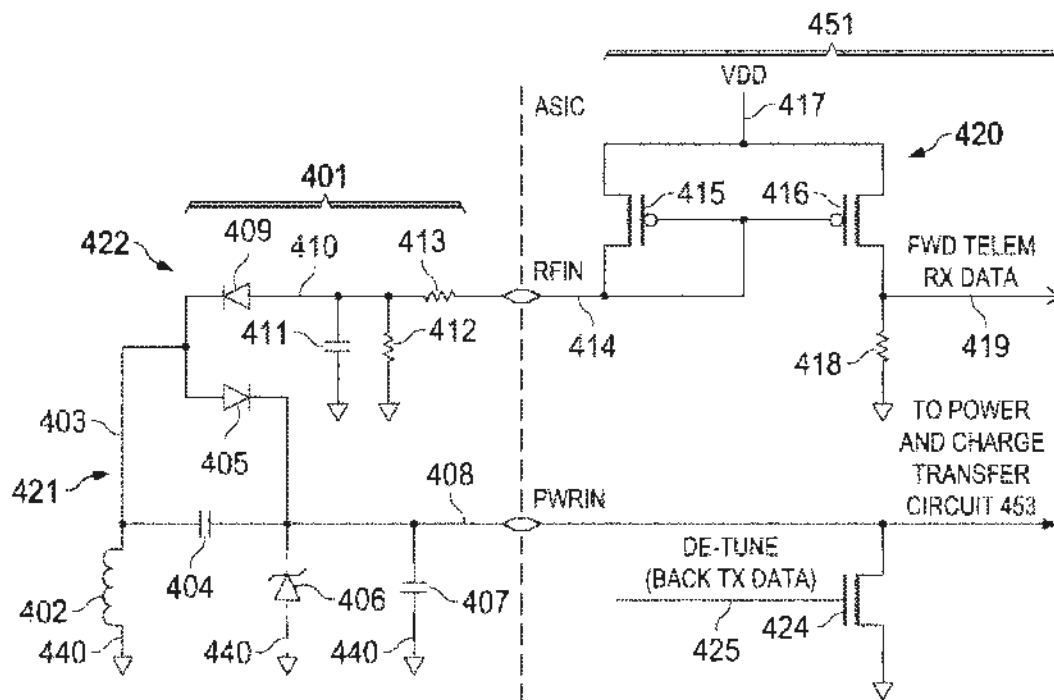 451
VDD
ASIC
417
420
401
415
416
409
422
410
413
RFIN
FWD TELEM
RX DATA
411
412
414
418
419
403
405
TO POWER
AND CHARGE
TRANSFER
CIRCUIT 453
408
421
PWRIN
404
DE-TUNE
(BACK TX DATA)
402
406
407
424
425
440
440
440